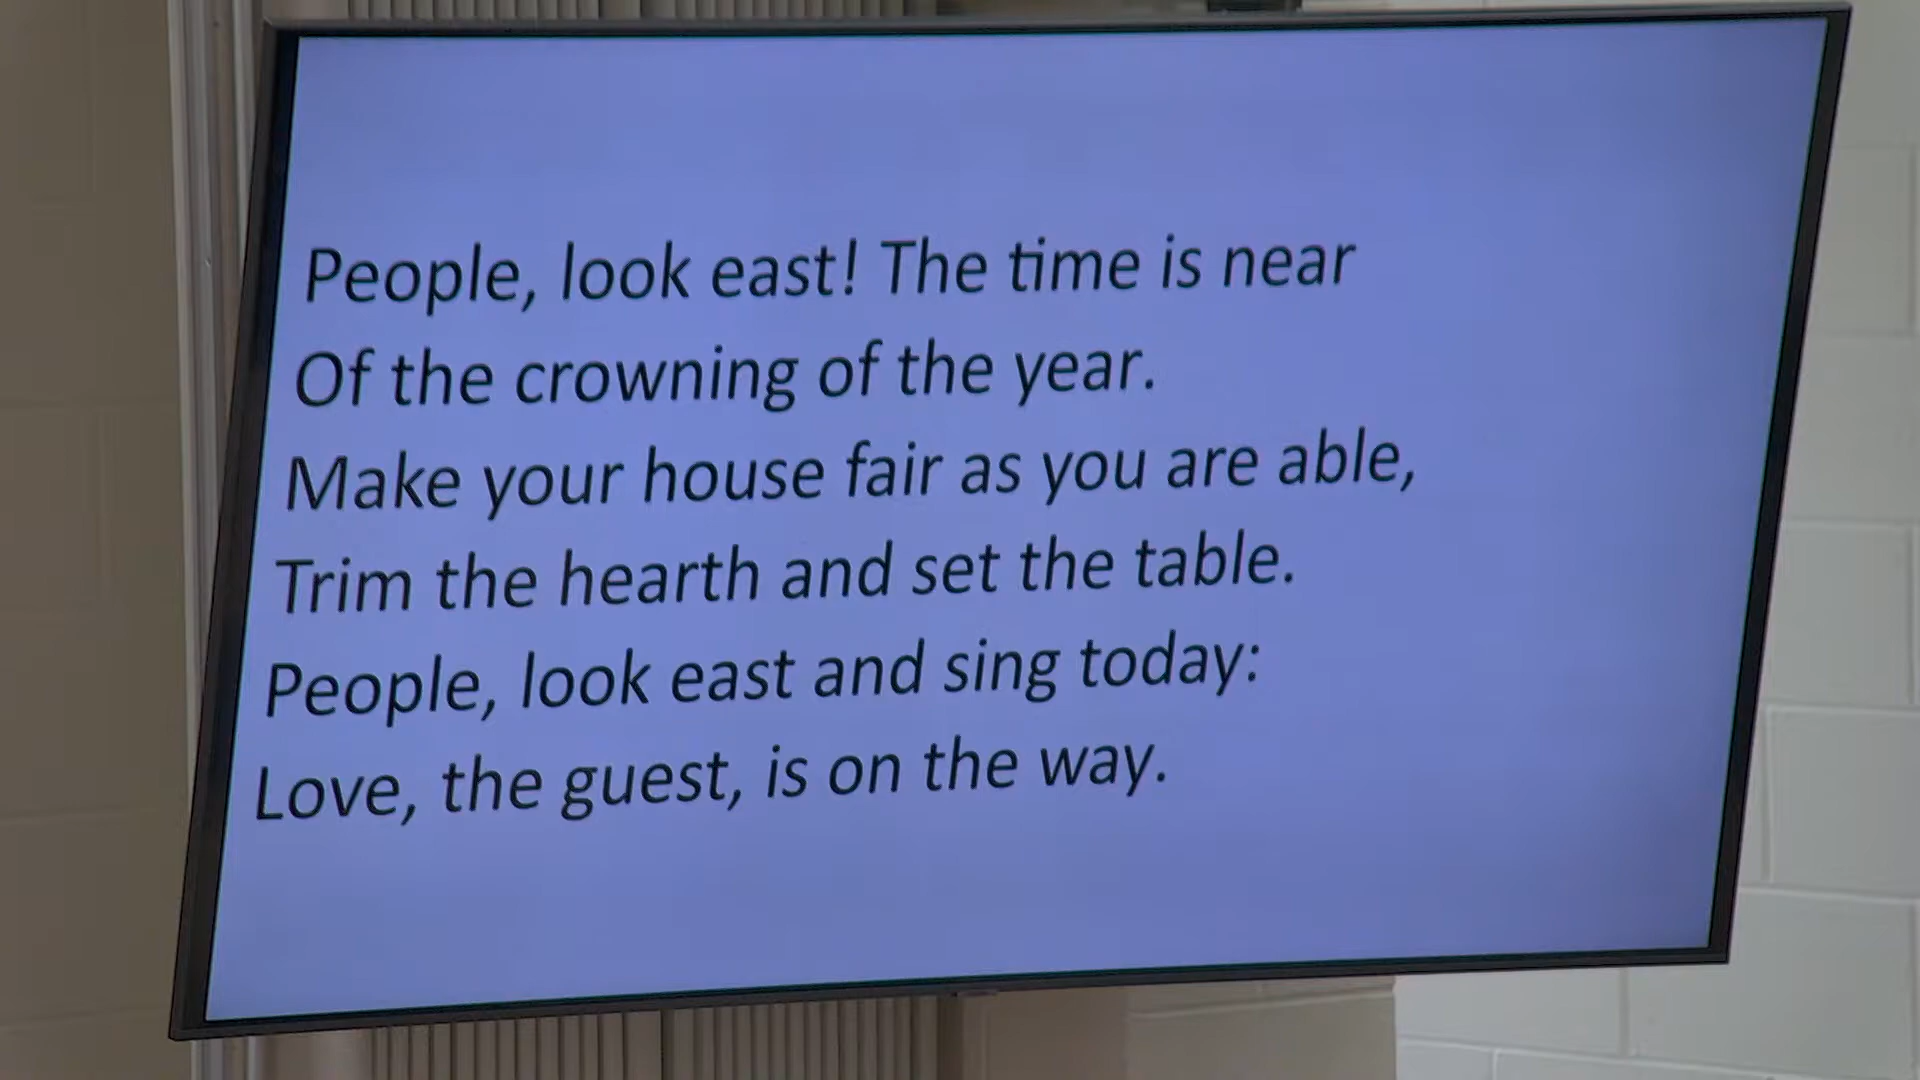 People, look east! The time is near
Of the crowning of the year.
Make your house fair as you are able,
Trim the hearth and set the table.
People, look east and sing today:
Love, the guest, is on the way.